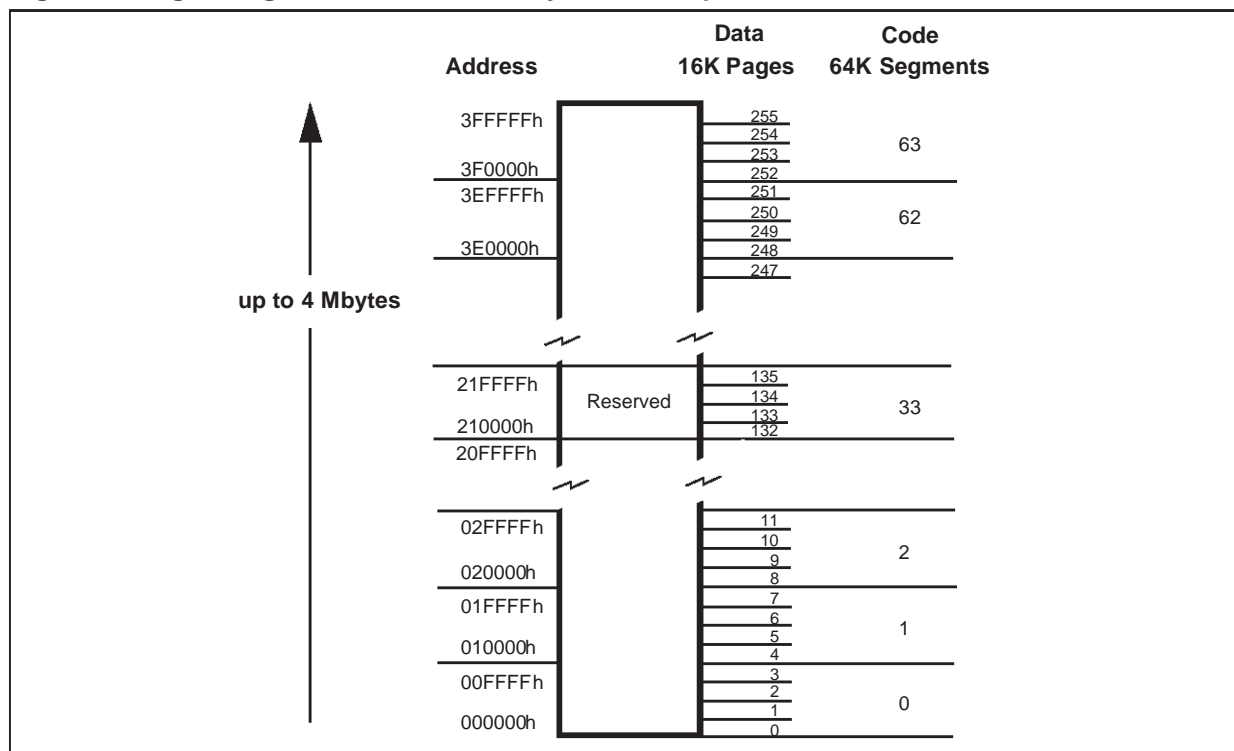 Data Code
Address 16K Pages 64K Segments
3FFFFFh 255
254
253
63
3F0000h 252
3EFFFFh 251
250
62
249
3E0000h 248
247
up to 4 Mbytes
21FFFFh 135
134
Reserved
33
133
210000h 132
20FFFFh
02FFFFh 11
10
2
9
020000h 8
01FFFFh 7
6
1
5
010000h 4
00FFFFh 3
2
0
1
000000h 0